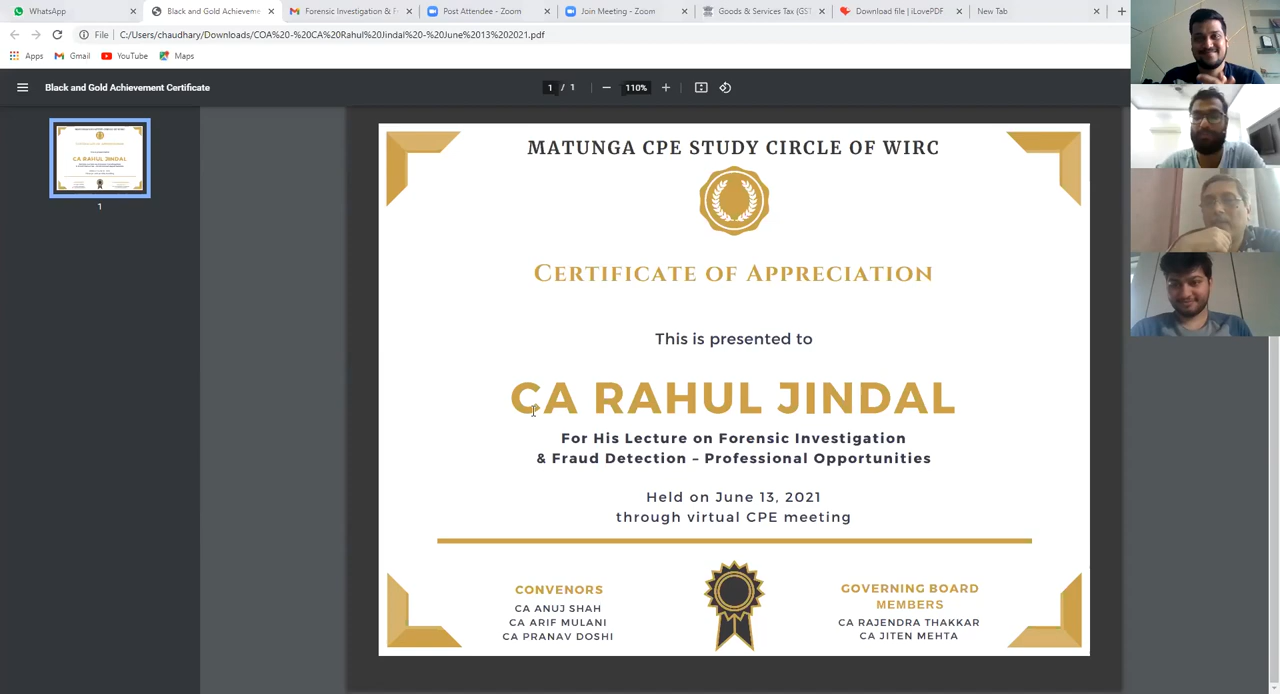 WhatsApp
Black and Gold Achieveme
Forensic Investigation & F
Post Attendee - Zoom
Join Meeting - Zoom
Goods & Services Tax (GST
Download file | iLovePDF
New Tab
File
C:/Users/chaudhary/Downloads/COA%20-%20CA%20Rahul%20Jindal%20-%20June%2013%202021.pdf
Apps
Gmail
YouTube
Maps
Black and Gold Achievement Certificate
1 / 1
110%
1
MATUNGA CPE STUDY CIRCLE OF WIRC
CERTIFICATE OF APPRECIATION
This is presented to
CA RAHUL JINDAL
For His Lecture on Forensic Investigation
& Fraud Detection – Professional Opportunities
Held on June 13, 2021
through virtual CPE meeting
CONVENORS
CA ANUJ SHAH
CA ARIF MULANI
CA PRANAV DOSHI
GOVERNING BOARD
MEMBERS
CA RAJENDRA THAKKAR
CA JITEN MEHTA